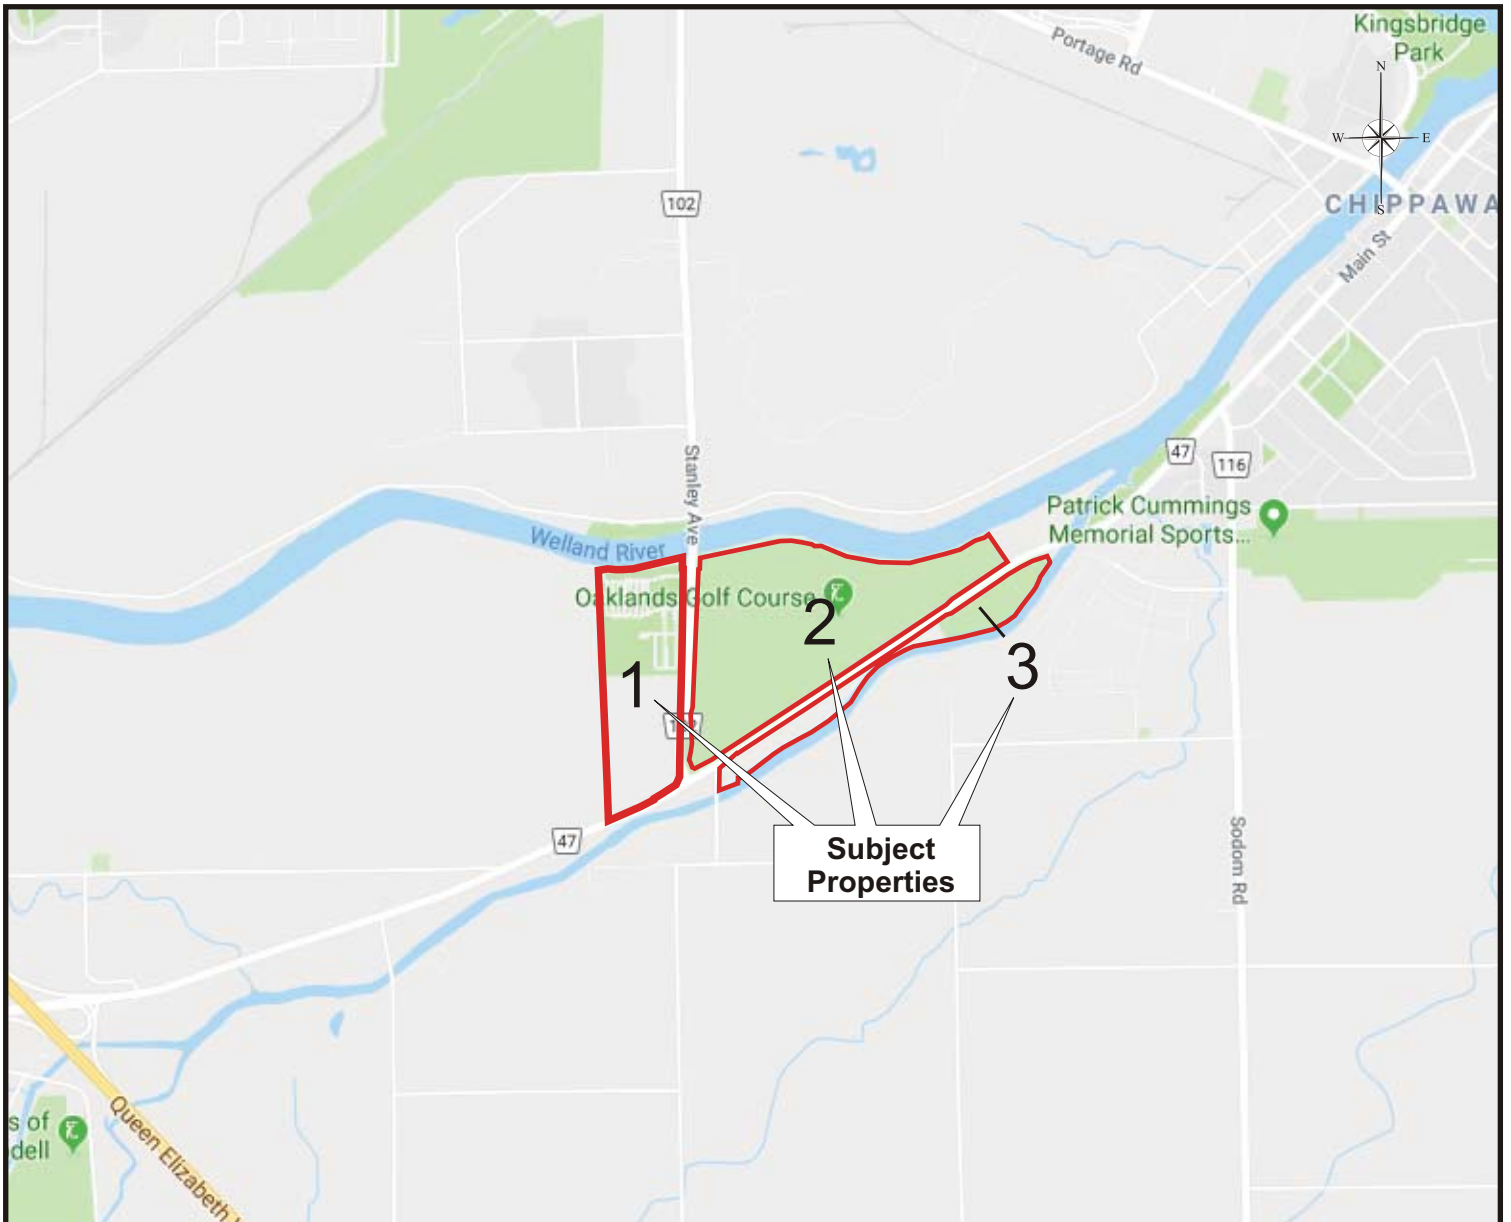 Kingsbridge
Park
Portage Rd
N
W
E
S
CHIPPAWA
102
Main St
Stanley Ave
47
116
Patrick Cummings
Memorial Sports...
Welland River
Oaklands Golf Course
2
1
3
47
Subject
Properties
Sodom Rd
Queen Elizabeth
s of
dell